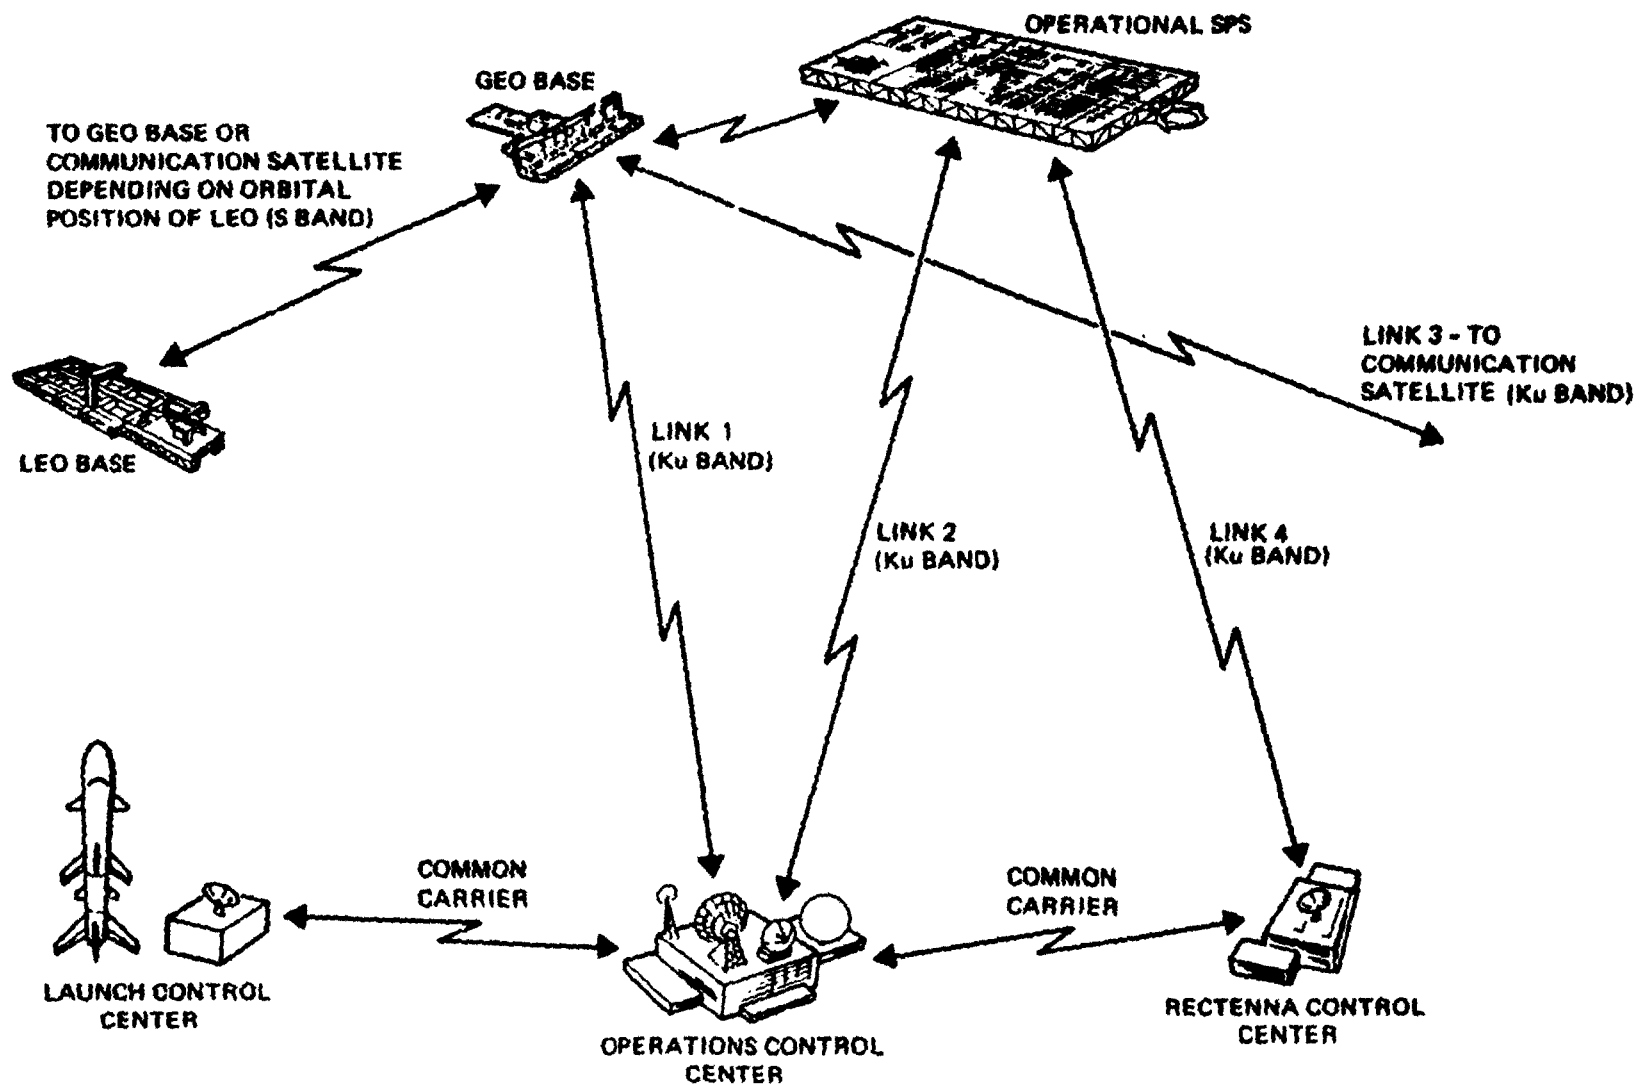 OPERATIONAL SPS
GEO BASE
TO GEO BASE OR
COMMUNICATION SATELLITE
DEPENDING ON ORBITAL
POSITION OF LEO (S BAND)
LINK 3 - TO
COMMUNICATION
SATELLITE (Ku BAND)
LEO BASE
LINK 1
(Ku BAND)
LINK 2
(Ku BAND)
LINK 4
(Ku BAND)
COMMON
CARRIER
COMMON
CARRIER
LAUNCH CONTROL
CENTER
OPERATIONS CONTROL
CENTER
RECTENNA CONTROL
CENTER